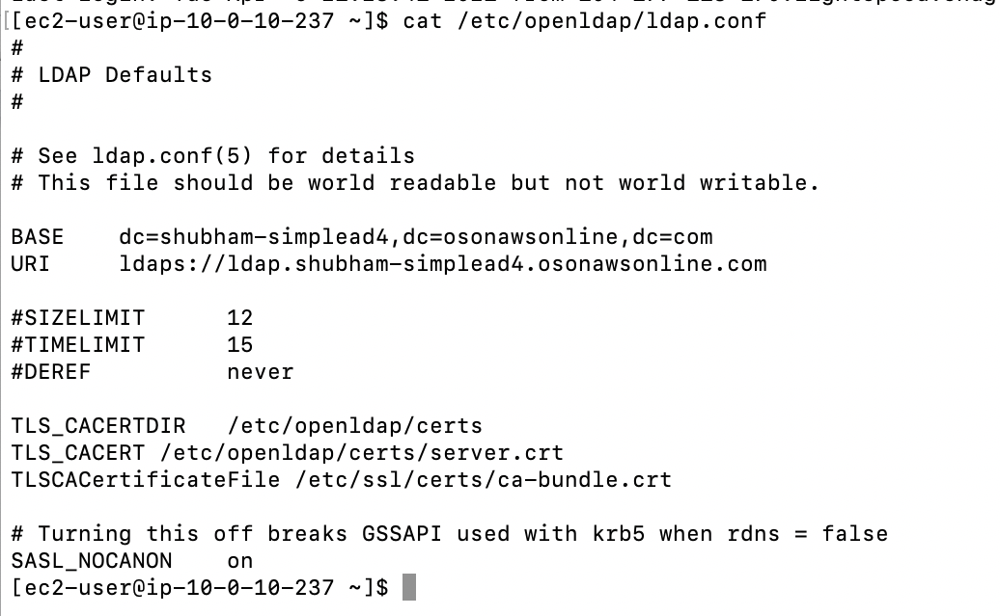 [ec2-user@ip-10-0-10-237 ~]$ cat /etc/openldap/ldap.conf
#
# LDAP Defaults
#
# See ldap.conf(5) for details
# This file should be world readable but not world writable.
BASE dc=shubham-simplead4,dc=osonawsonline,dc=com
URI ldaps://ldap.shubham-simplead4.osonawsonline.com
#SIZELIMIT 12
#TIMELIMIT 15
#DEREF never
TLS_CACERTDIR /etc/openldap/certs
TLS_CACERT /etc/openldap/certs/server.crt
TLSCACertificateFile /etc/ssl/certs/ca-bundle.crt
# Turning this off breaks GSSAPI used with krb5 when rdns = false
SASL_NOCANON on
[ec2-user@ip-10-0-10-237 ~]$